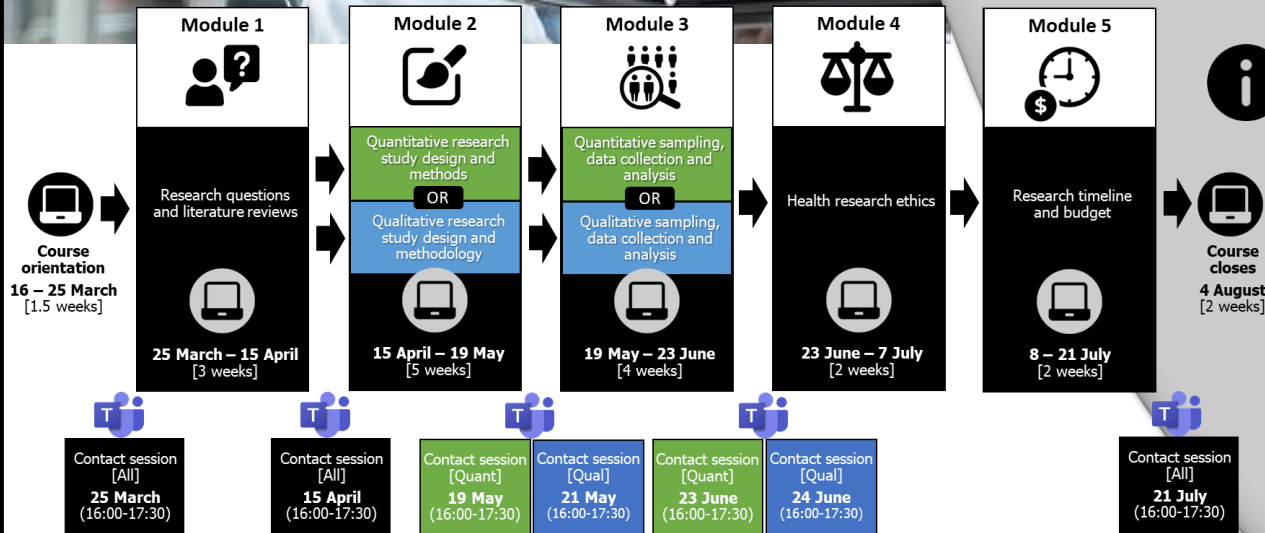 Module 1
?
Research questions
and literature reviews
25 March – 15 April
[3 weeks]
Module 2
Quantitative research
study design and
methods
OR
Qualitative research
study design and
methodology
15 April – 19 May
[5 weeks]
Module 3
Quantitative sampling,
data collection and
analysis
OR
Qualitative sampling,
data collection and
analysis
19 May – 23 June
[4 weeks]
Module 4
Health research ethics
23 June – 7 July
[2 weeks]
Module 5
$
Research timeline
and budget
8 – 21 July
[2 weeks]
i
Course
orientation
16 – 25 March
[1.5 weeks]
Course
closes
4 August
[2 weeks]
T
Contact session
[All]
25 March
(16:00-17:30)
T
Contact session
[All]
15 April
(16:00-17:30)
T
Contact session
[Quant]
19 May
(16:00-17:30)
Contact session
[Qual]
21 May
(16:00-17:30)
T
Contact session
[Quant]
23 June
(16:00-17:30)
Contact session
[Qual]
24 June
(16:00-17:30)
T
Contact session
[All]
21 July
(16:00-17:30)